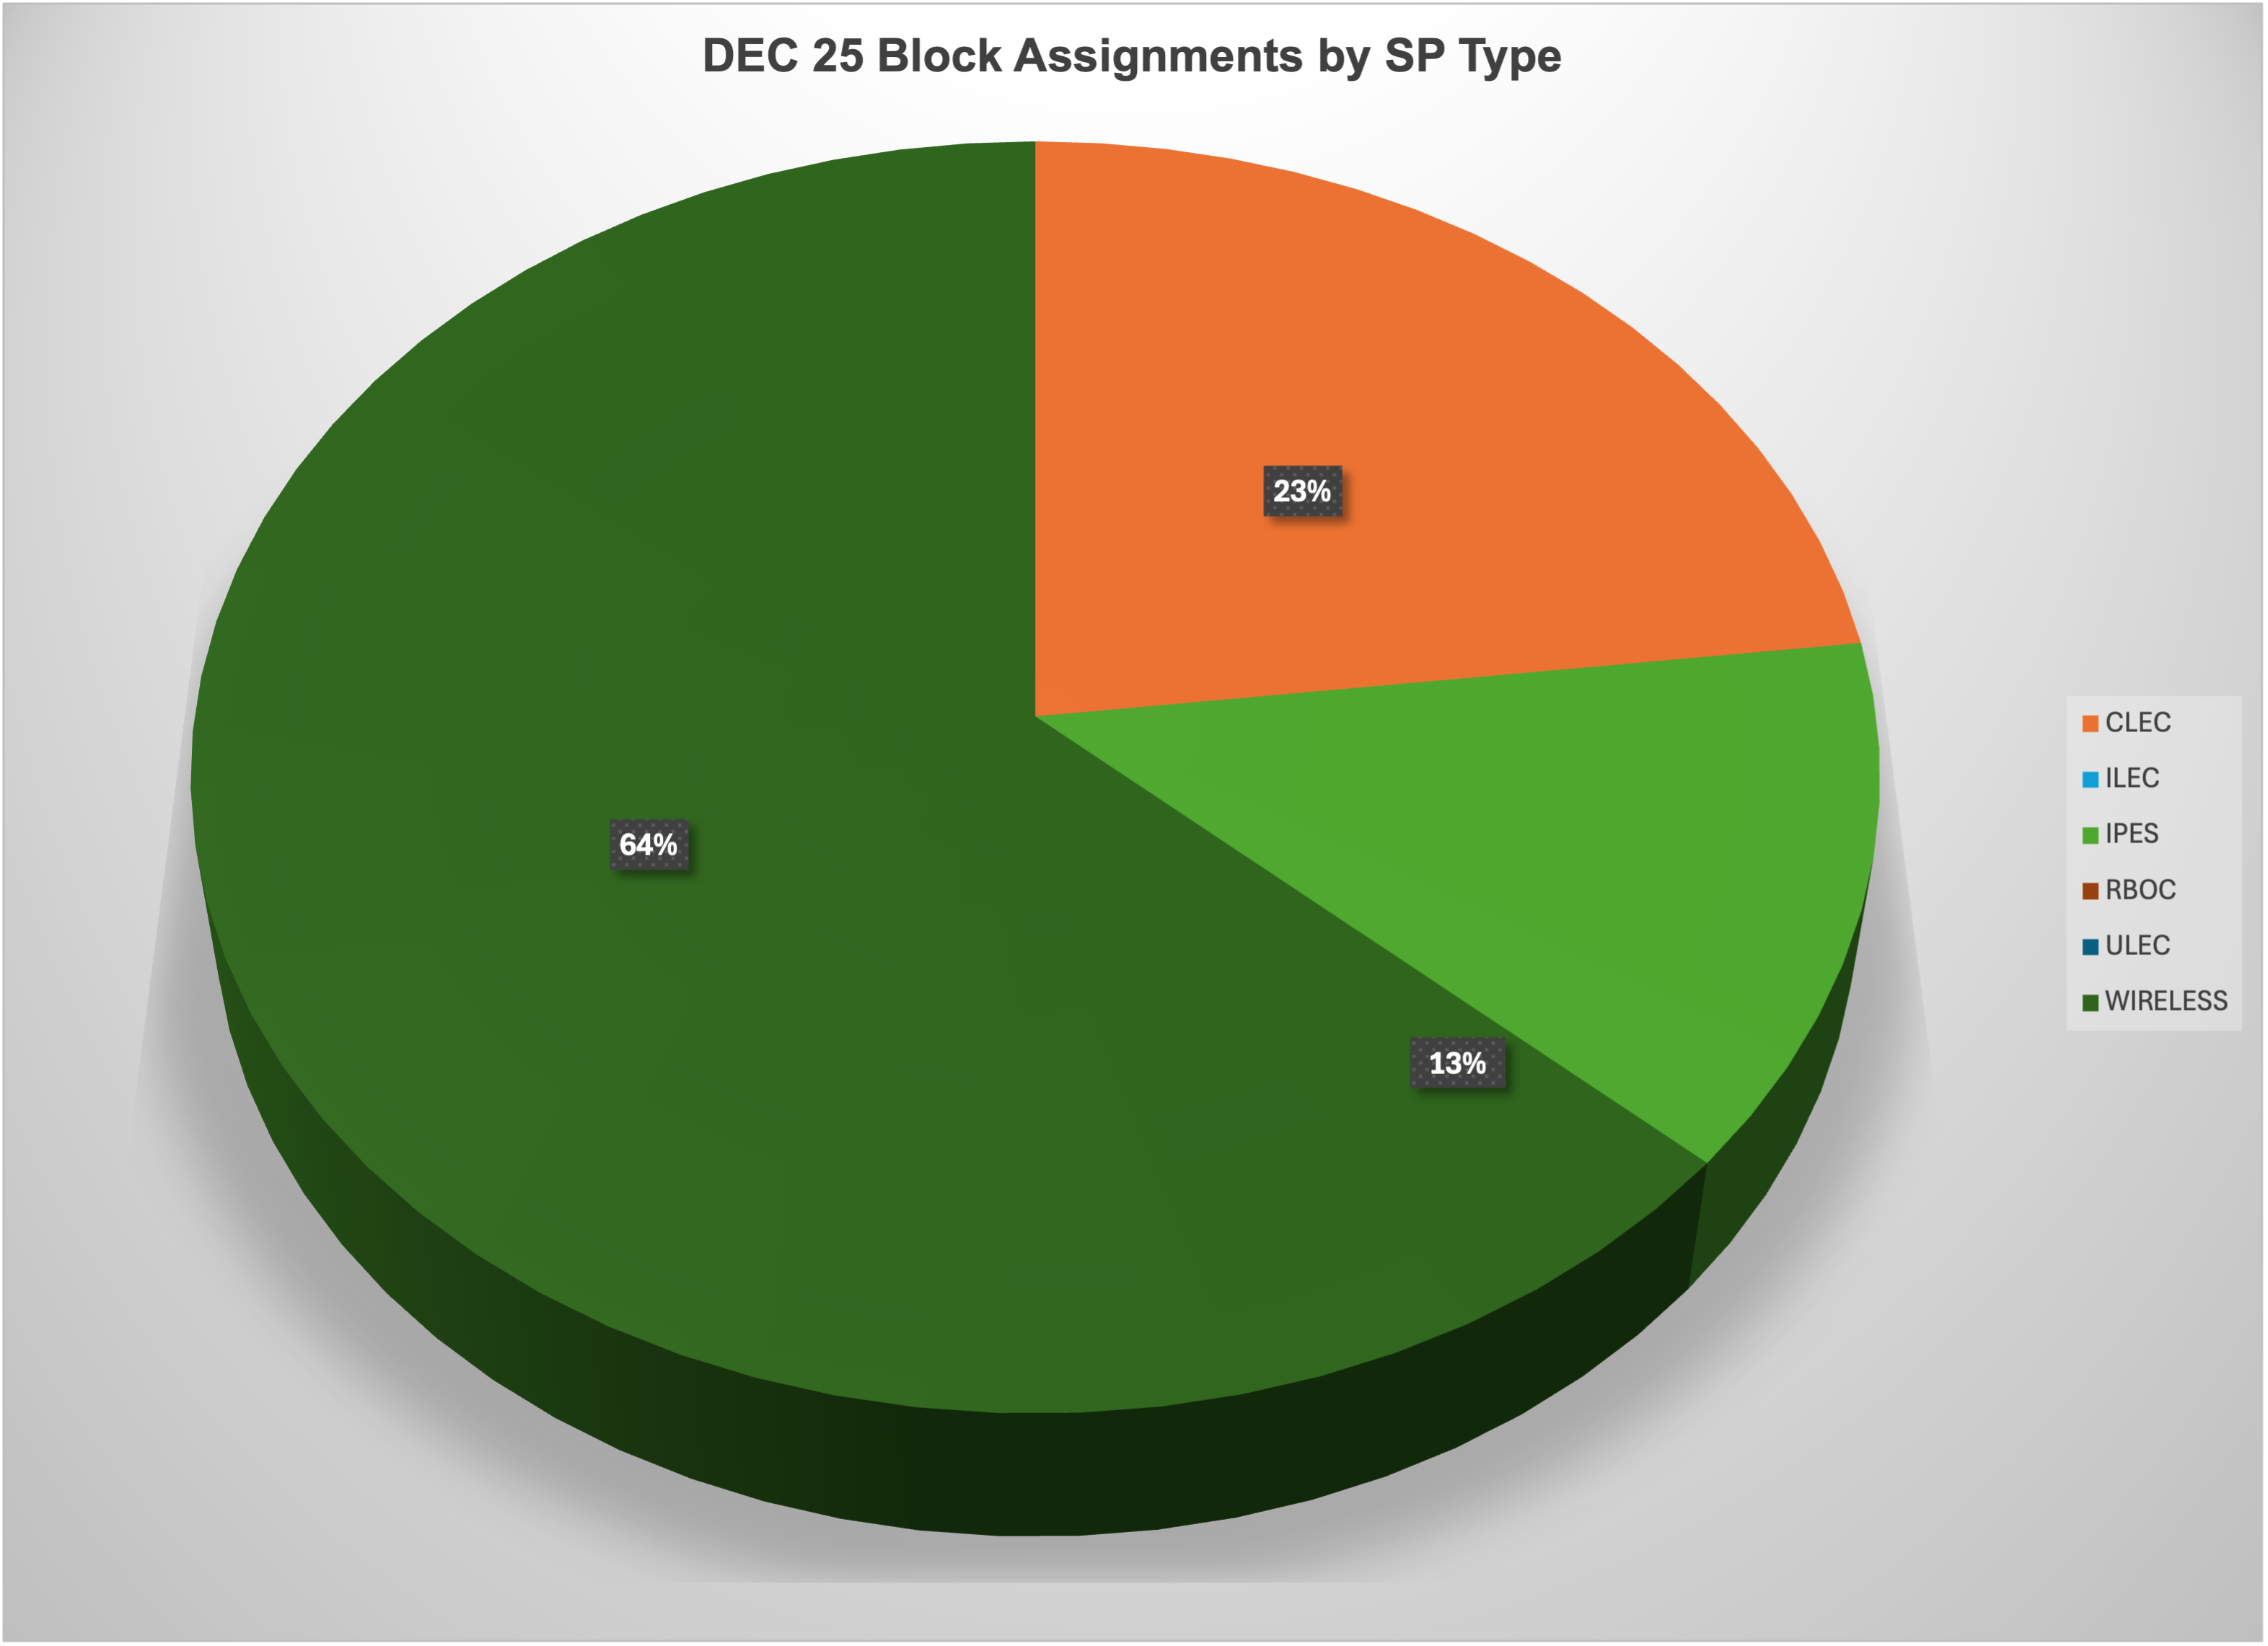 DEC 25 Block Assignments by SP Type
23%
64%
13%
CLEC
ILEC
IPES
RBOC
ULEC
WIRELESS